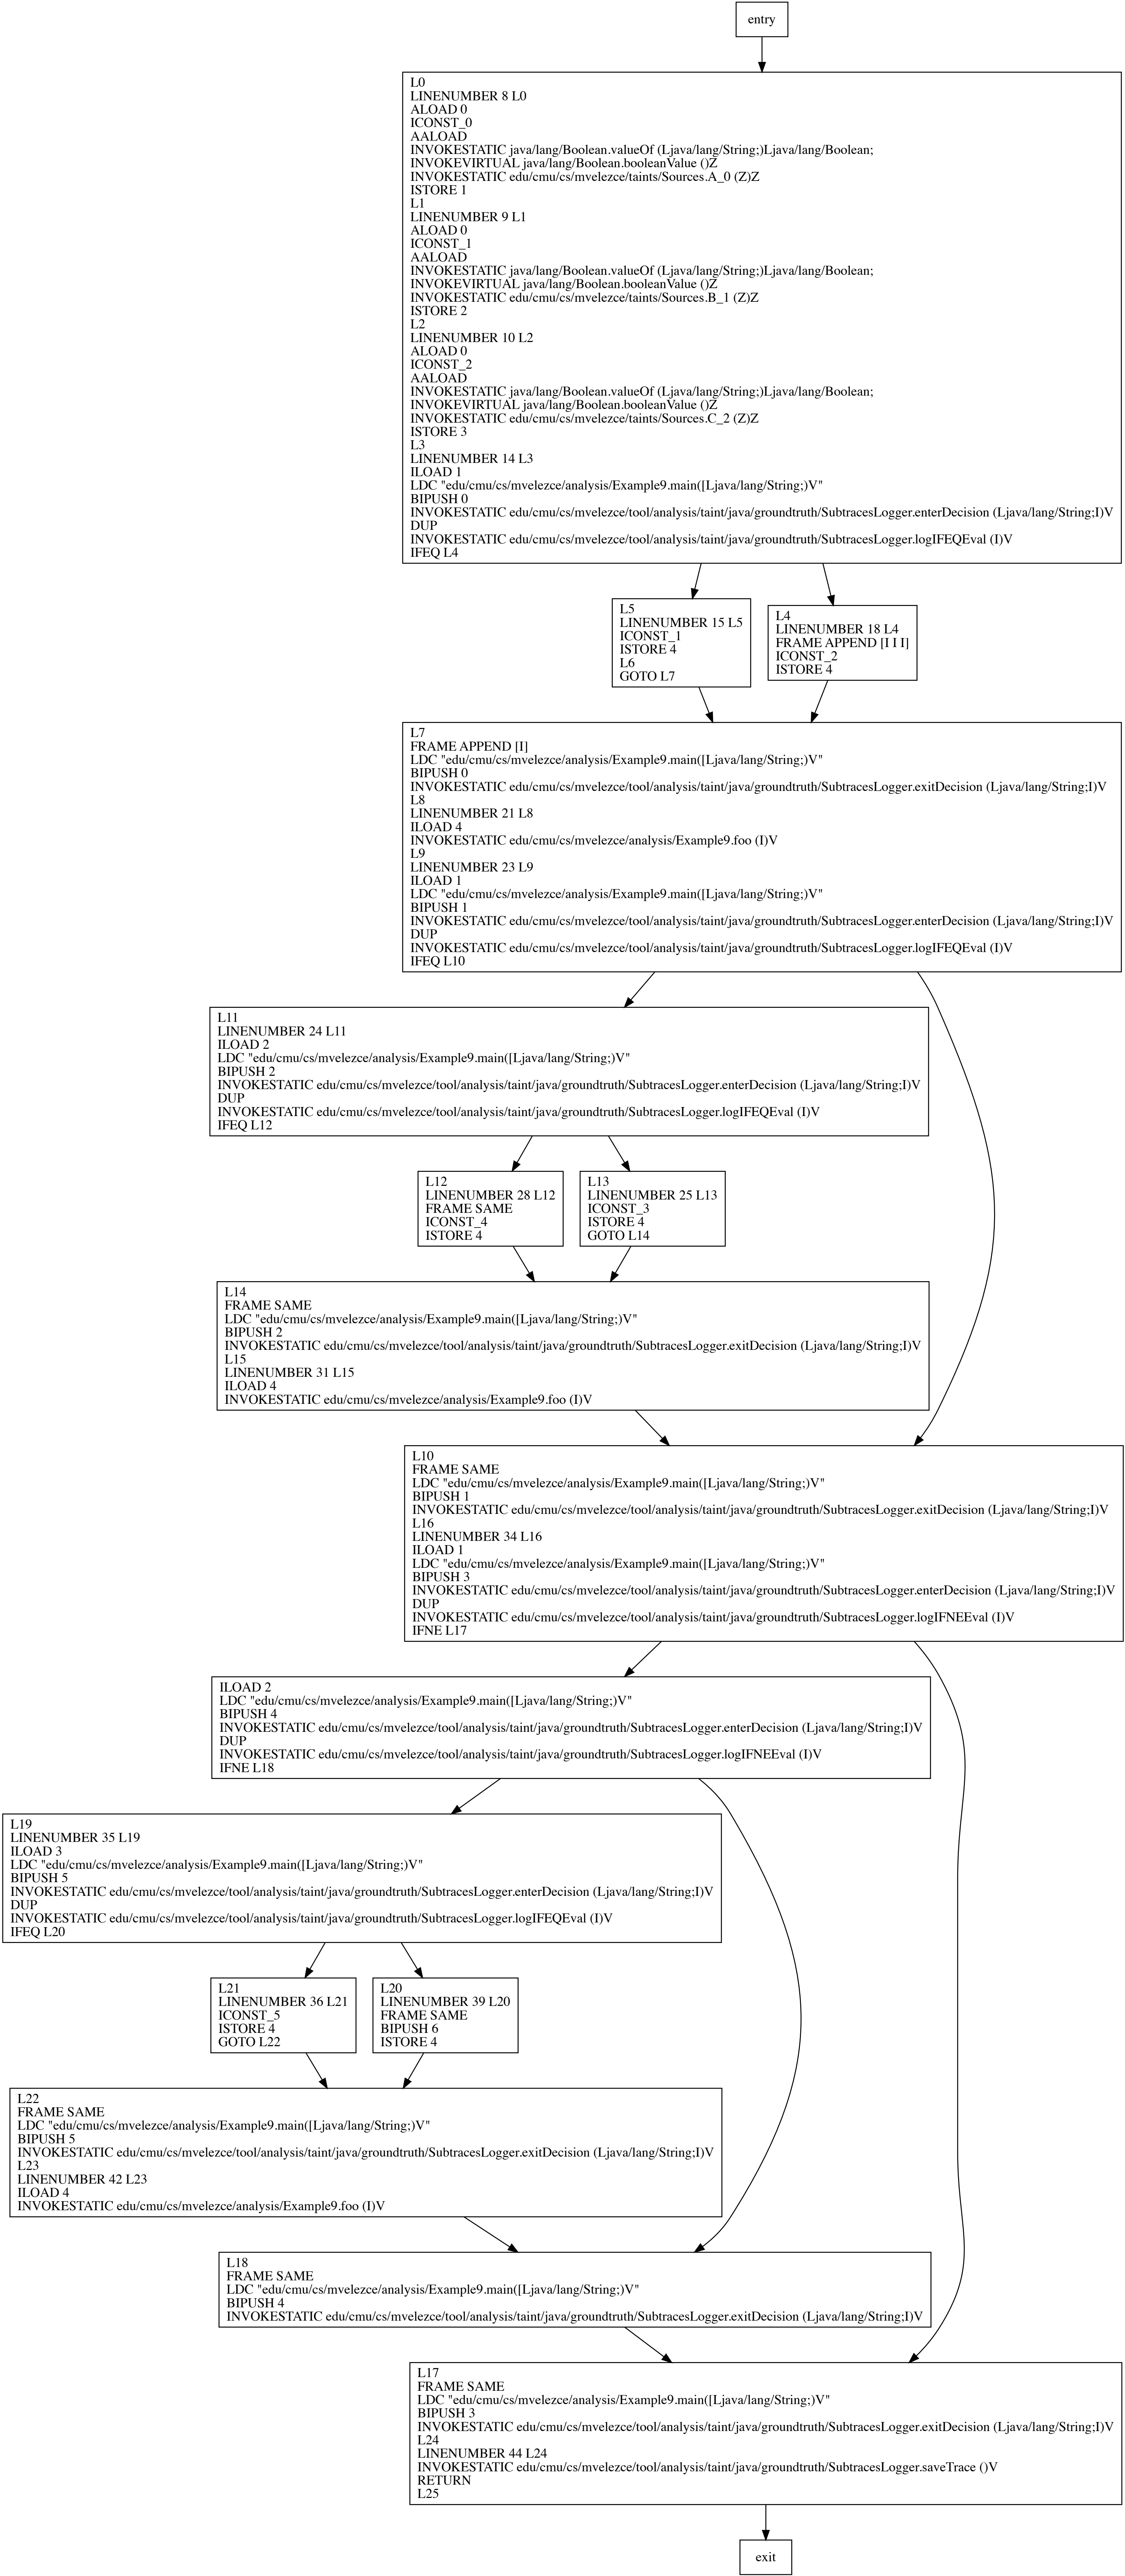 entry
L0
LINENUMBER 8 L0
ALOAD 0
ICONST_0
AALOAD
INVOKESTATIC java/lang/Boolean.valueOf (Ljava/lang/String;)Ljava/lang/Boolean;
INVOKEVIRTUAL java/lang/Boolean.booleanValue ()Z
INVOKESTATIC edu/cmu/cs/mvelezce/taints/Sources.A_0 (Z)Z
ISTORE 1
L1
LINENUMBER 9 L1
ALOAD 0
ICONST_1
AALOAD
INVOKESTATIC java/lang/Boolean.valueOf (Ljava/lang/String;)Ljava/lang/Boolean;
INVOKEVIRTUAL java/lang/Boolean.booleanValue ()Z
INVOKESTATIC edu/cmu/cs/mvelezce/taints/Sources.B_1 (Z)Z
ISTORE 2
L2
LINENUMBER 10 L2
ALOAD 0
ICONST_2
AALOAD
INVOKESTATIC java/lang/Boolean.valueOf (Ljava/lang/String;)Ljava/lang/Boolean;
INVOKEVIRTUAL java/lang/Boolean.booleanValue ()Z
INVOKESTATIC edu/cmu/cs/mvelezce/taints/Sources.C_2 (Z)Z
ISTORE 3
L3
LINENUMBER 14 L3
ILOAD 1
LDC "edu/cmu/cs/mvelezce/analysis/Example9.main([Ljava/lang/String;)V"
BIPUSH 0
INVOKESTATIC edu/cmu/cs/mvelezce/tool/analysis/taint/java/groundtruth/SubtracesLogger.enterDecision (Ljava/lang/String;I)V
DUP
INVOKESTATIC edu/cmu/cs/mvelezce/tool/analysis/taint/java/groundtruth/SubtracesLogger.logIFEQEval (I)V
IFEQ L4
L5
LINENUMBER 15 L5
ICONST_1
ISTORE 4
L6
GOTO L7
L4
LINENUMBER 18 L4
FRAME APPEND [I I I]
ICONST_2
ISTORE 4
L7
FRAME APPEND [I]
LDC "edu/cmu/cs/mvelezce/analysis/Example9.main([Ljava/lang/String;)V"
BIPUSH 0
INVOKESTATIC edu/cmu/cs/mvelezce/tool/analysis/taint/java/groundtruth/SubtracesLogger.exitDecision (Ljava/lang/String;I)V
L8
LINENUMBER 21 L8
ILOAD 4
INVOKESTATIC edu/cmu/cs/mvelezce/analysis/Example9.foo (I)V
L9
LINENUMBER 23 L9
ILOAD 1
LDC "edu/cmu/cs/mvelezce/analysis/Example9.main([Ljava/lang/String;)V"
BIPUSH 1
INVOKESTATIC edu/cmu/cs/mvelezce/tool/analysis/taint/java/groundtruth/SubtracesLogger.enterDecision (Ljava/lang/String;I)V
DUP
INVOKESTATIC edu/cmu/cs/mvelezce/tool/analysis/taint/java/groundtruth/SubtracesLogger.logIFEQEval (I)V
IFEQ L10
L11
LINENUMBER 24 L11
ILOAD 2
LDC "edu/cmu/cs/mvelezce/analysis/Example9.main([Ljava/lang/String;)V"
BIPUSH 2
INVOKESTATIC edu/cmu/cs/mvelezce/tool/analysis/taint/java/groundtruth/SubtracesLogger.enterDecision (Ljava/lang/String;I)V
DUP
INVOKESTATIC edu/cmu/cs/mvelezce/tool/analysis/taint/java/groundtruth/SubtracesLogger.logIFEQEval (I)V
IFEQ L12
L12
LINENUMBER 28 L12
FRAME SAME
ICONST_4
ISTORE 4
L13
LINENUMBER 25 L13
ICONST_3
ISTORE 4
GOTO L14
L14
FRAME SAME
LDC "edu/cmu/cs/mvelezce/analysis/Example9.main([Ljava/lang/String;)V"
BIPUSH 2
INVOKESTATIC edu/cmu/cs/mvelezce/tool/analysis/taint/java/groundtruth/SubtracesLogger.exitDecision (Ljava/lang/String;I)V
L15
LINENUMBER 31 L15
ILOAD 4
INVOKESTATIC edu/cmu/cs/mvelezce/analysis/Example9.foo (I)V
L10
FRAME SAME
LDC "edu/cmu/cs/mvelezce/analysis/Example9.main([Ljava/lang/String;)V"
BIPUSH 1
INVOKESTATIC edu/cmu/cs/mvelezce/tool/analysis/taint/java/groundtruth/SubtracesLogger.exitDecision (Ljava/lang/String;I)V
L16
LINENUMBER 34 L16
ILOAD 1
LDC "edu/cmu/cs/mvelezce/analysis/Example9.main([Ljava/lang/String;)V"
BIPUSH 3
INVOKESTATIC edu/cmu/cs/mvelezce/tool/analysis/taint/java/groundtruth/SubtracesLogger.enterDecision (Ljava/lang/String;I)V
DUP
INVOKESTATIC edu/cmu/cs/mvelezce/tool/analysis/taint/java/groundtruth/SubtracesLogger.logIFNEEval (I)V
IFNE L17
ILOAD 2
LDC "edu/cmu/cs/mvelezce/analysis/Example9.main([Ljava/lang/String;)V"
BIPUSH 4
INVOKESTATIC edu/cmu/cs/mvelezce/tool/analysis/taint/java/groundtruth/SubtracesLogger.enterDecision (Ljava/lang/String;I)V
DUP
INVOKESTATIC edu/cmu/cs/mvelezce/tool/analysis/taint/java/groundtruth/SubtracesLogger.logIFNEEval (I)V
IFNE L18
L19
LINENUMBER 35 L19
ILOAD 3
LDC "edu/cmu/cs/mvelezce/analysis/Example9.main([Ljava/lang/String;)V"
BIPUSH 5
INVOKESTATIC edu/cmu/cs/mvelezce/tool/analysis/taint/java/groundtruth/SubtracesLogger.enterDecision (Ljava/lang/String;I)V
DUP
INVOKESTATIC edu/cmu/cs/mvelezce/tool/analysis/taint/java/groundtruth/SubtracesLogger.logIFEQEval (I)V
IFEQ L20
L21
LINENUMBER 36 L21
ICONST_5
ISTORE 4
GOTO L22
L20
LINENUMBER 39 L20
FRAME SAME
BIPUSH 6
ISTORE 4
L22
FRAME SAME
LDC "edu/cmu/cs/mvelezce/analysis/Example9.main([Ljava/lang/String;)V"
BIPUSH 5
INVOKESTATIC edu/cmu/cs/mvelezce/tool/analysis/taint/java/groundtruth/SubtracesLogger.exitDecision (Ljava/lang/String;I)V
L23
LINENUMBER 42 L23
ILOAD 4
INVOKESTATIC edu/cmu/cs/mvelezce/analysis/Example9.foo (I)V
L18
FRAME SAME
LDC "edu/cmu/cs/mvelezce/analysis/Example9.main([Ljava/lang/String;)V"
BIPUSH 4
INVOKESTATIC edu/cmu/cs/mvelezce/tool/analysis/taint/java/groundtruth/SubtracesLogger.exitDecision (Ljava/lang/String;I)V
L17
FRAME SAME
LDC "edu/cmu/cs/mvelezce/analysis/Example9.main([Ljava/lang/String;)V"
BIPUSH 3
INVOKESTATIC edu/cmu/cs/mvelezce/tool/analysis/taint/java/groundtruth/SubtracesLogger.exitDecision (Ljava/lang/String;I)V
L24
LINENUMBER 44 L24
INVOKESTATIC edu/cmu/cs/mvelezce/tool/analysis/taint/java/groundtruth/SubtracesLogger.saveTrace ()V
RETURN
L25
exit